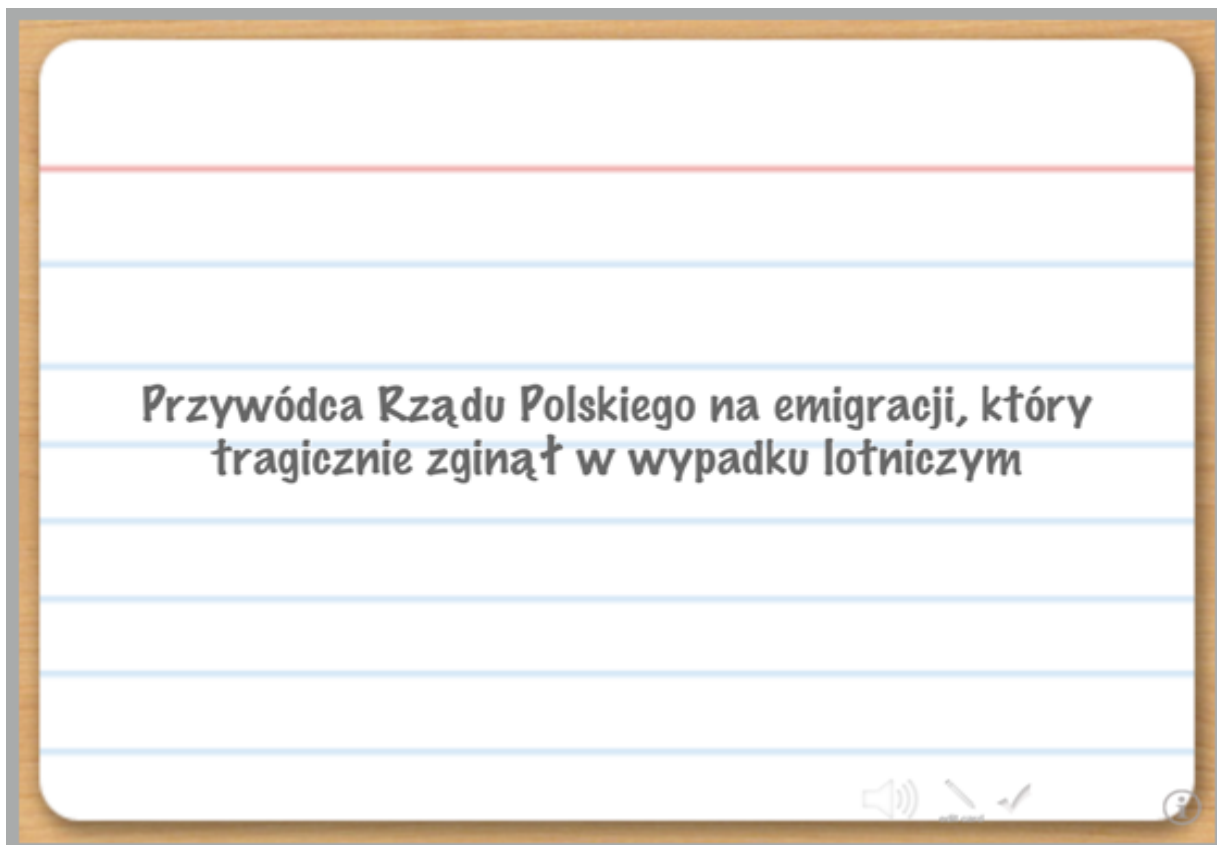 Przywódca Rządu Polskiego na emigracji, który
tragicznie zginął w wypadku lotniczym